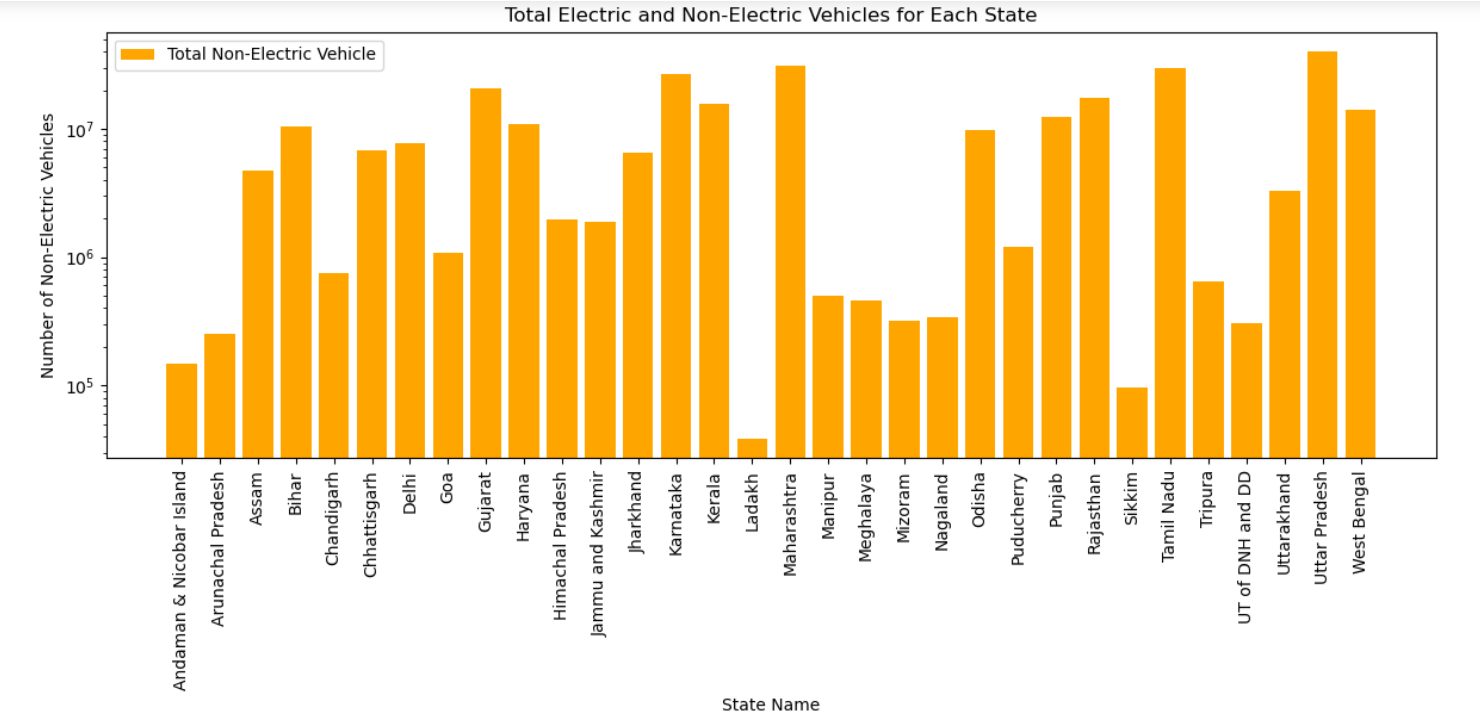 Total Electric and Non-Electric Vehicles for Each State
Total Non-Electric Vehicle
Number of Non-Electric Vehicles
10^7
10^6
10^5
Andaman & Nicobar Island
Arunachal Pradesh
Assam
Bihar
Chandigarh
Chhattisgarh
Delhi
Goa
Gujarat
Haryana
Himachal Pradesh
Jammu and Kashmir
Jharkhand
Karnataka
Kerala
Ladakh
Maharashtra
Manipur
Meghalaya
Mizoram
Nagaland
Odisha
Puducherry
Punjab
Rajasthan
Sikkim
Tamil Nadu
Tripura
UT of DNH and DD
Uttarakhand
Uttar Pradesh
West Bengal
State Name